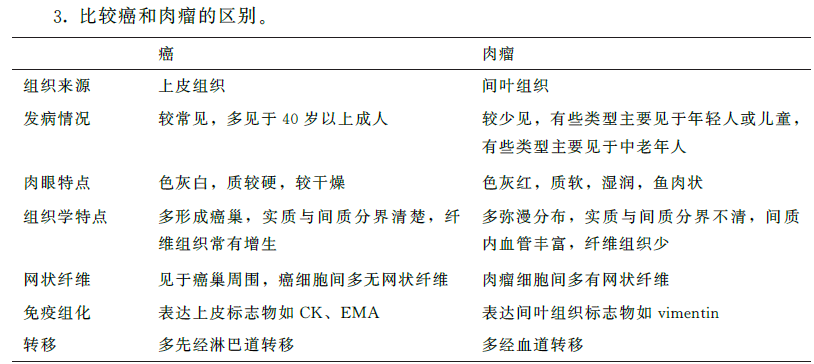 3. 比较癌和肉瘤的区别。
癌 肉瘤
组织来源 上皮组织 间叶组织
发病情况 较常见，多见于 40 岁以上成人 较少见，有些类型主要见于年轻人或儿童，
有些类型主要见于中老年人
肉眼特点 色灰白，质较硬，较干燥 色灰红，质软，湿润，鱼肉状
组织学特点 多形成癌巢，实质与间质分界清楚，纤 多弥漫分布，实质与间质分界不清，间质
维组织常有增生 内血管丰富，纤维组织少
网状纤维 见于癌巢周围，癌细胞间多无网状纤维 肉瘤细胞间多有网状纤维
免疫组化 表达上皮标志物如 CK、EMA 表达间叶组织标志物如 vimentin
转移 多先经淋巴道转移 多经血道转移